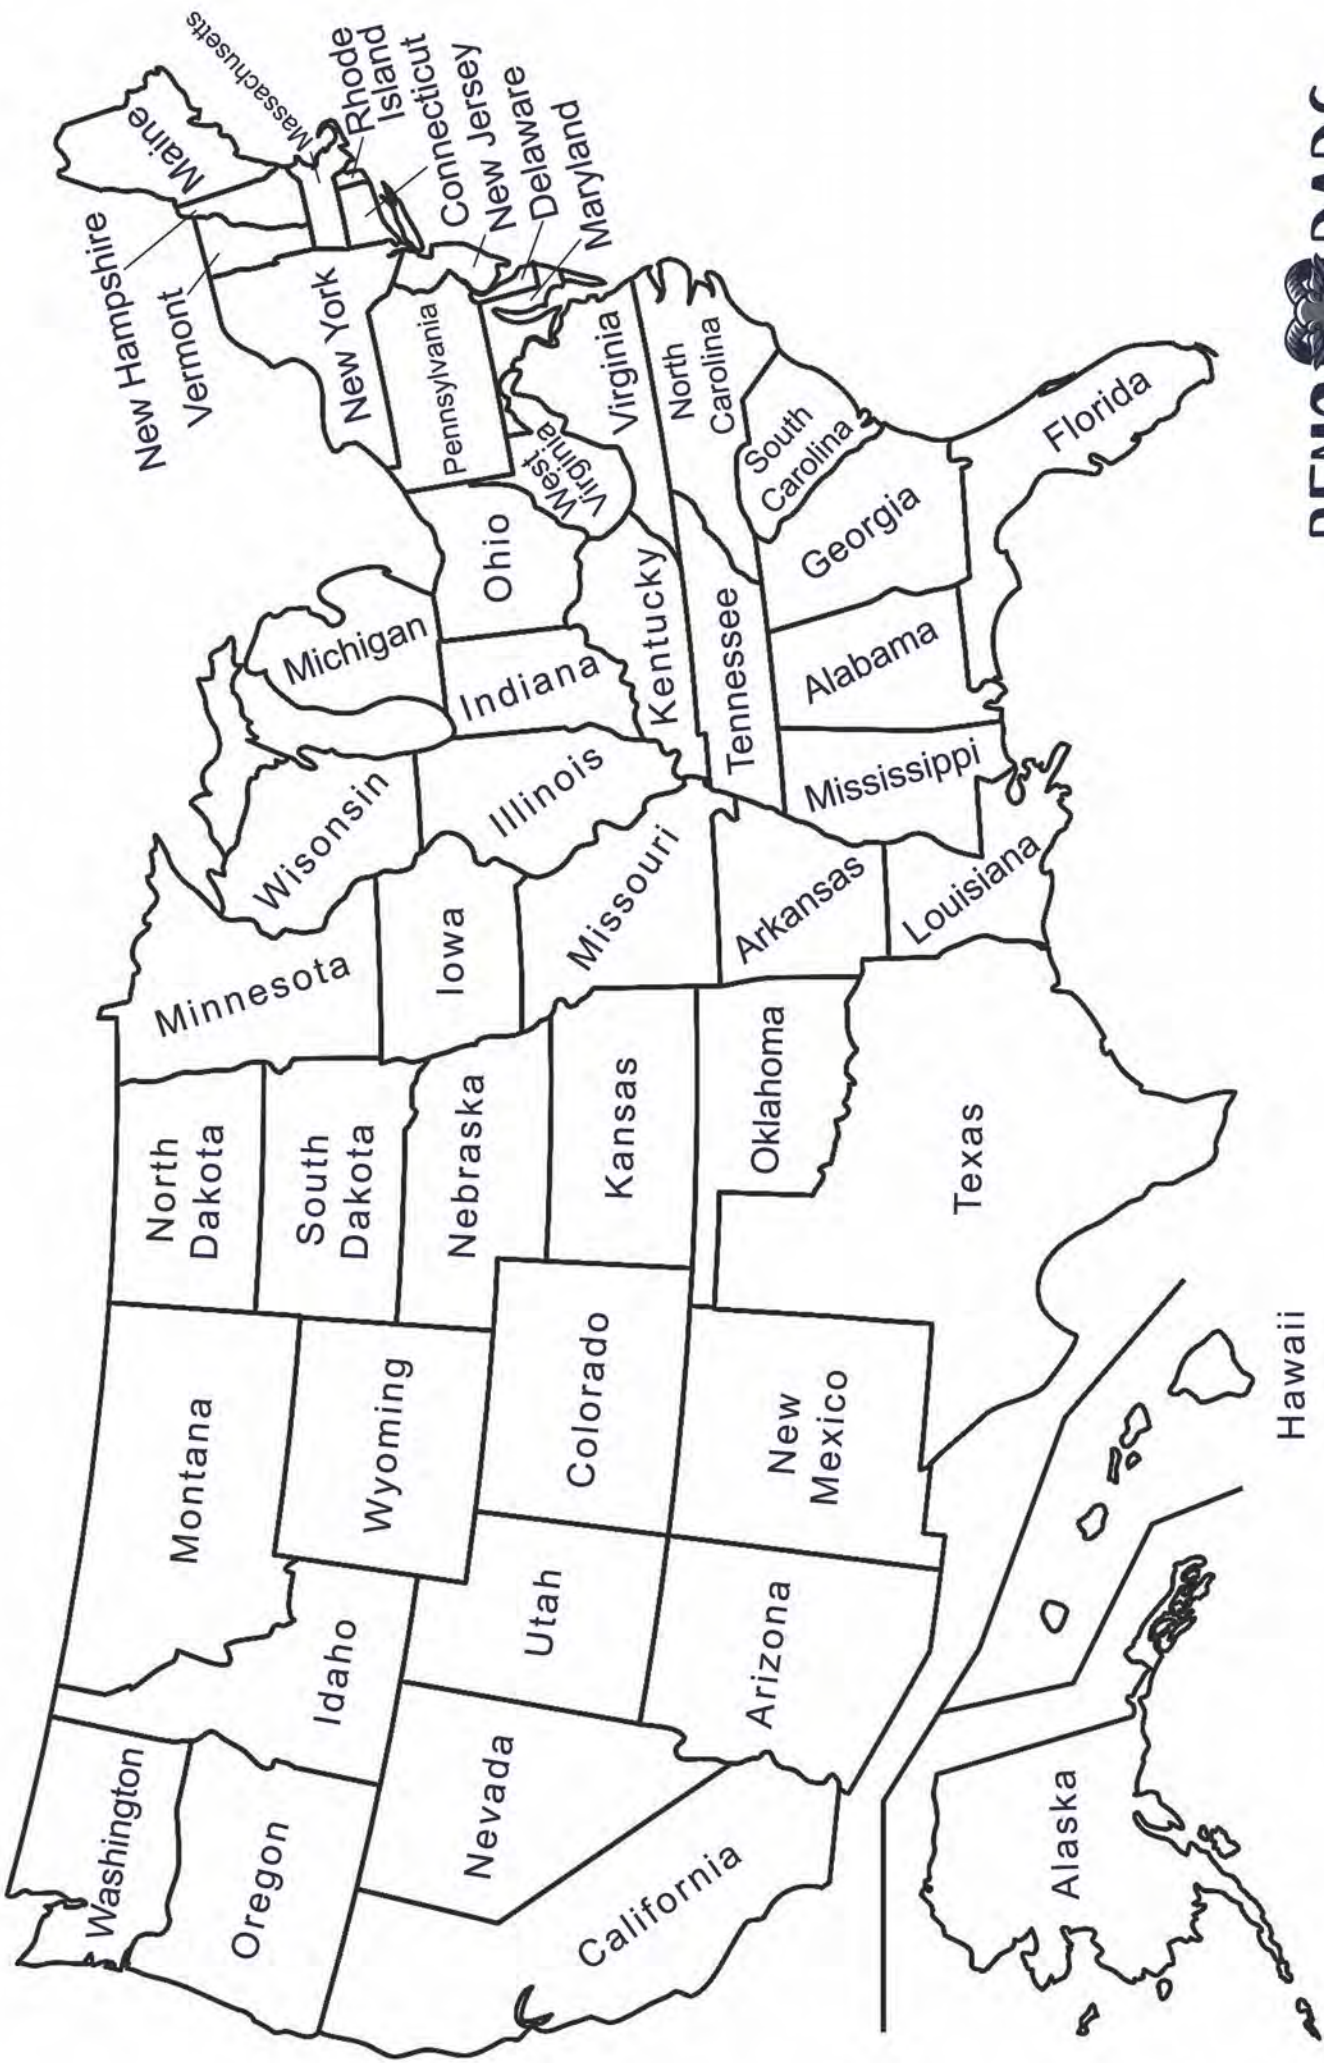 Washington
Oregon
California
Nevada
Idaho
Montana
Wyoming
Utah
Arizona
Colorado
New
Mexico
North
Dakota
South
Dakota
Nebraska
Kansas
Oklahoma
Texas
Minnesota
Iowa
Missouri
Arkansas
Louisiana
Wisonsin
Illinois
Michigan
Indiana
Ohio
Kentucky
Tennessee
Mississippi
Alabama
Georgia
Florida
South
Carolina
North
Carolina
Virginia
West
Virginia
Pennsylvania
New York
Vermont
New Hampshire
Maine
Massachusetts
Rhode
Island
Connecticut
New Jersey
Delaware
Maryland
Alaska
Hawaii